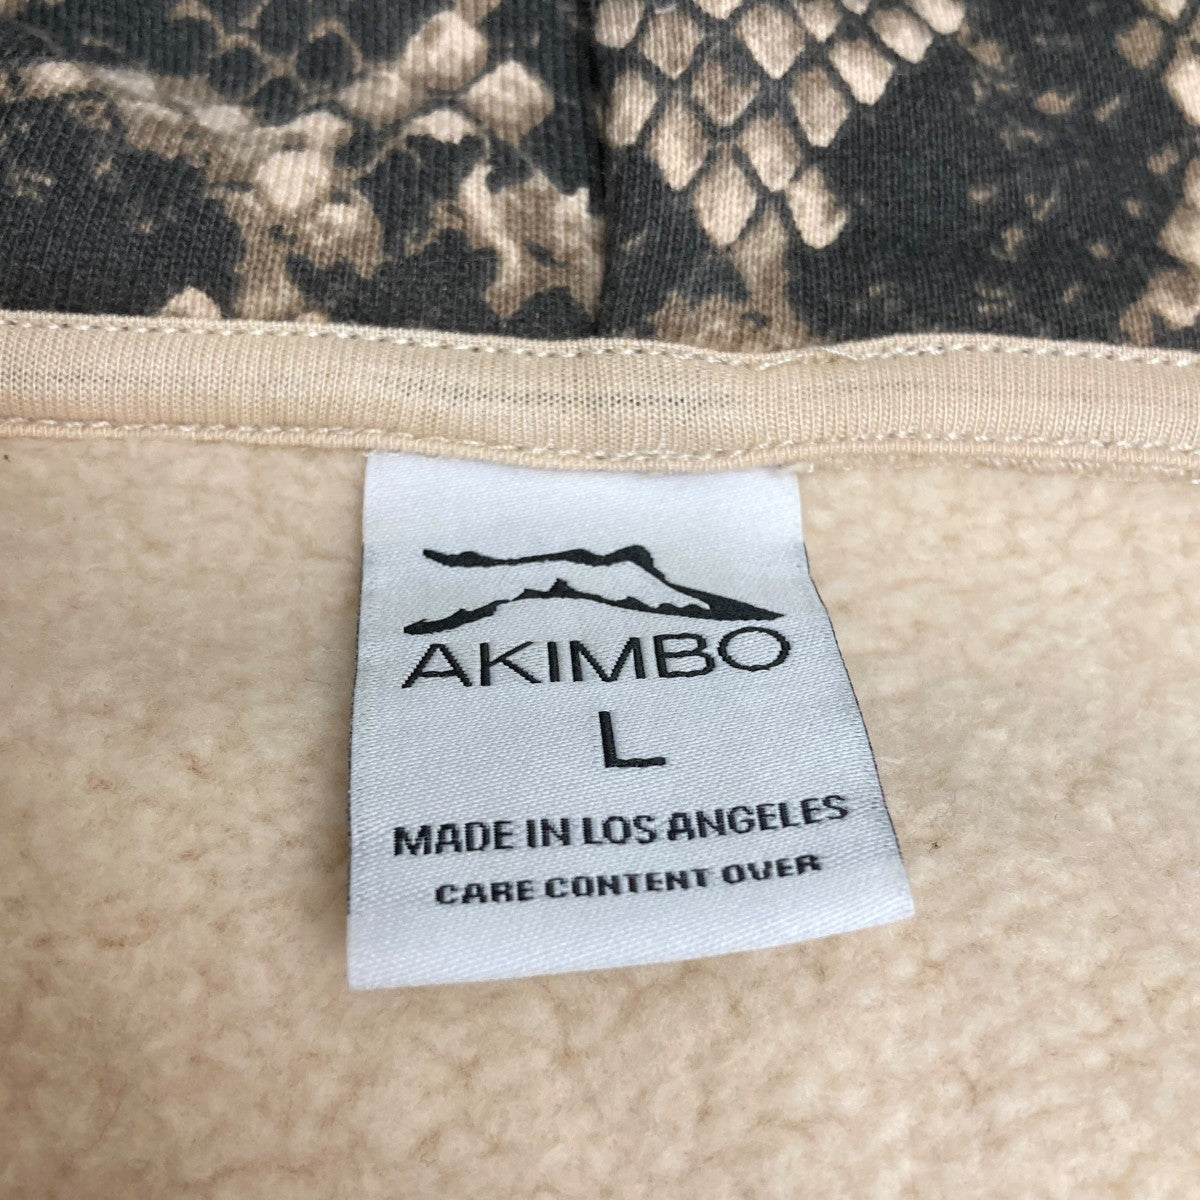 AKIMBO
L
MADE IN LOS ANGELES
CARE CONTENT OVER